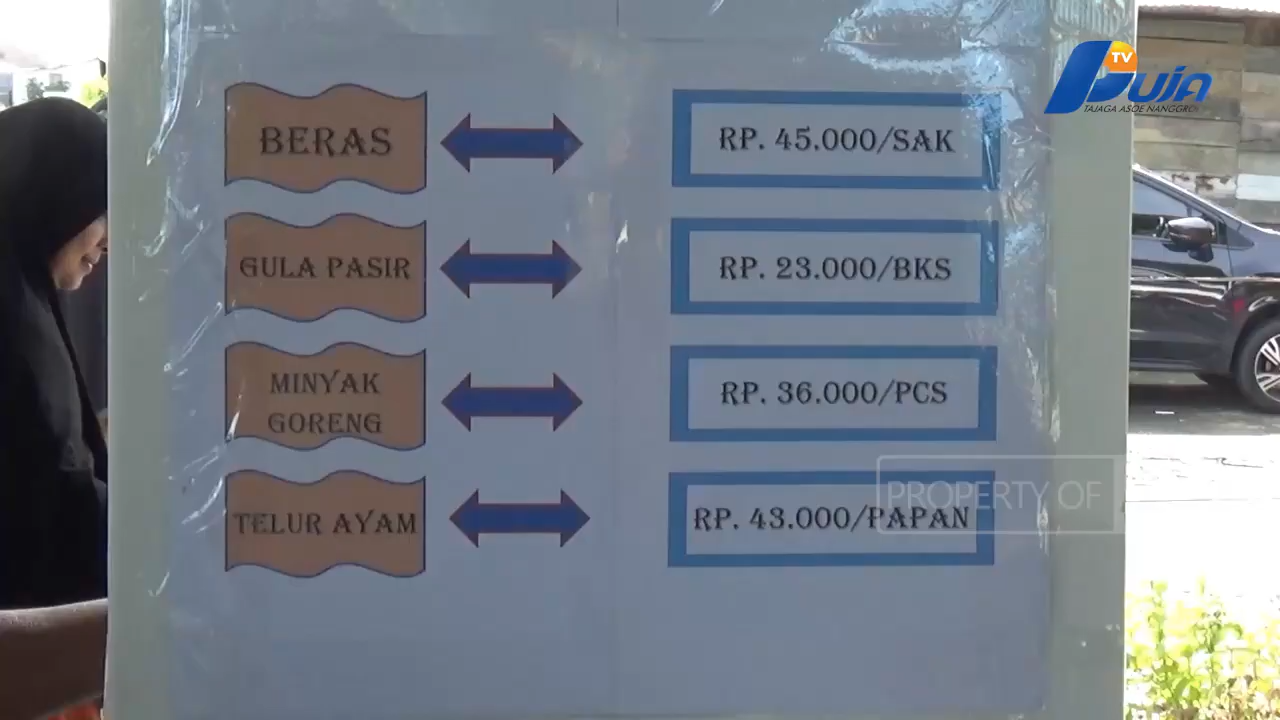 TV
Puja
TAJAGA ASOE NANGGROE
BERAS
RP. 45.000/SAK
GULA PASIR
RP. 23.000/BKS
MINYAK
GORENG
RP. 36.000/PCS
TELUR AYAM
RP. 43.000/PAPAN
PROPERTY OF